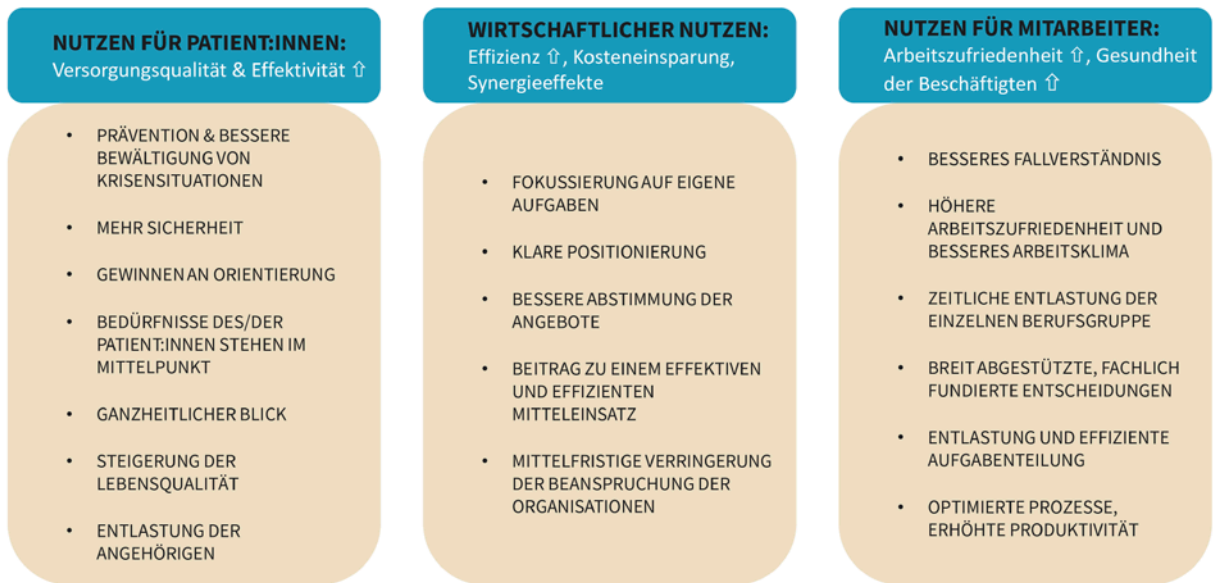 NUTZEN FÜR PATIENT:INNEN:
Versorgungsqualität & Effektivität ⇧
• PRÄVENTION & BESSERE
BEWÄLTIGUNG VON
KRISENSITUATIONEN
• MEHR SICHERHEIT
• GEWINNEN AN ORIENTIERUNG
• BEDÜRFNISSE DES/DER
PATIENT:INNEN STEHEN IM
MITTELPUNKT
• GANZHEITLICHER BLICK
• STEIGERUNG DER
LEBENSQUALITÄT
• ENTLASTUNG DER
ANGEHÖRIGEN
WIRTSCHAFTLICHER NUTZEN:
Effizienz ⇧, Kosteneinsparung,
Synergieeffekte
• FOKUSSIERUNG AUF EIGENE
AUFGABEN
• KLARE POSITIONIERUNG
• BESSERE ABSTIMMUNG DER
ANGEBOTE
• BEITRAG ZU EINEM EFFEKTIVEN
UND EFFIZIENTEN
MITTELEINSATZ
• MITTELFRISTIGE VERRINGERUNG
DER BEANSPRUCHUNG DER
ORGANISATIONEN
NUTZEN FÜR MITARBEITER:
Arbeitszufriedenheit ⇧, Gesundheit
der Beschäftigten ⇧
• BESSERES FALLVERSTÄNDNIS
• HÖHERE
ARBEITSZUFRIEDENHEIT UND
BESSERES ARBEITSKLIMA
• ZEITLICHE ENTLASTUNG DER
EINZELNEN BERUFSGRUPPE
• BREIT ABGESTÜTZTE, FACHLICH
FUNDIERTE ENTSCHEIDUNGEN
• ENTLASTUNG UND EFFIZIENTE
AUFGABENTEILUNG
• OPTIMIERTE PROZESSE,
ERHÖHTE PRODUKTIVITÄT